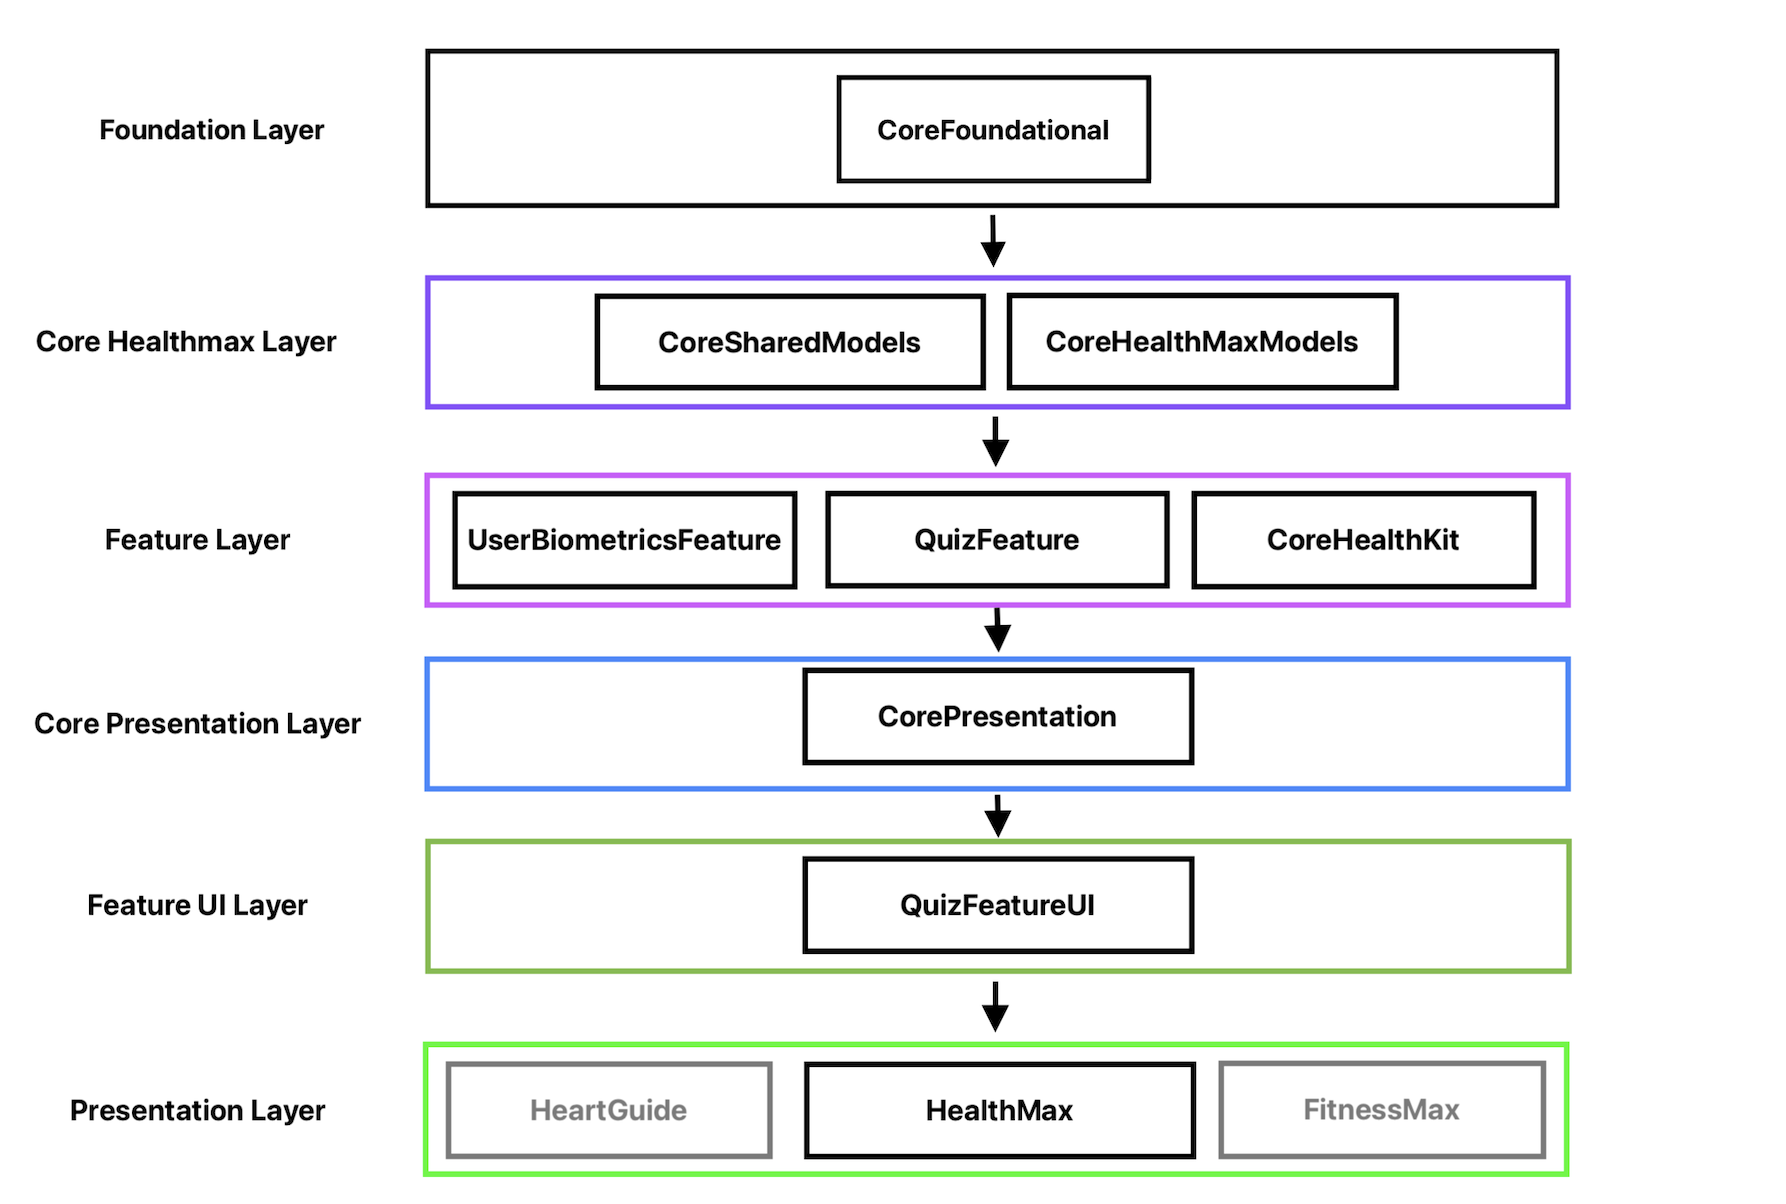 Foundation Layer
CoreFoundational
Core Healthmax Layer
CoreSharedModels
CoreHealthMaxModels
Feature Layer
UserBiometricsFeature
QuizFeature
CoreHealthKit
Core Presentation Layer
CorePresentation
Feature UI Layer
QuizFeatureUI
Presentation Layer
HeartGuide
HealthMax
FitnessMax